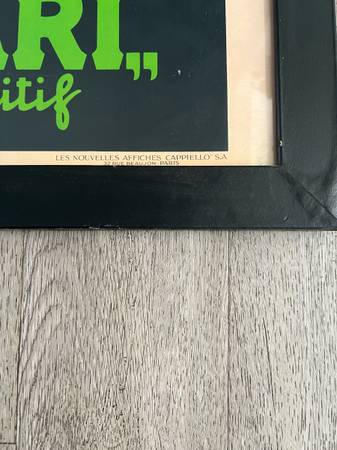 ARI„
itif
LES NOUVELLES AFFICHES CAPPIELLO" S.A
32 RUE BEAUJON PARIS